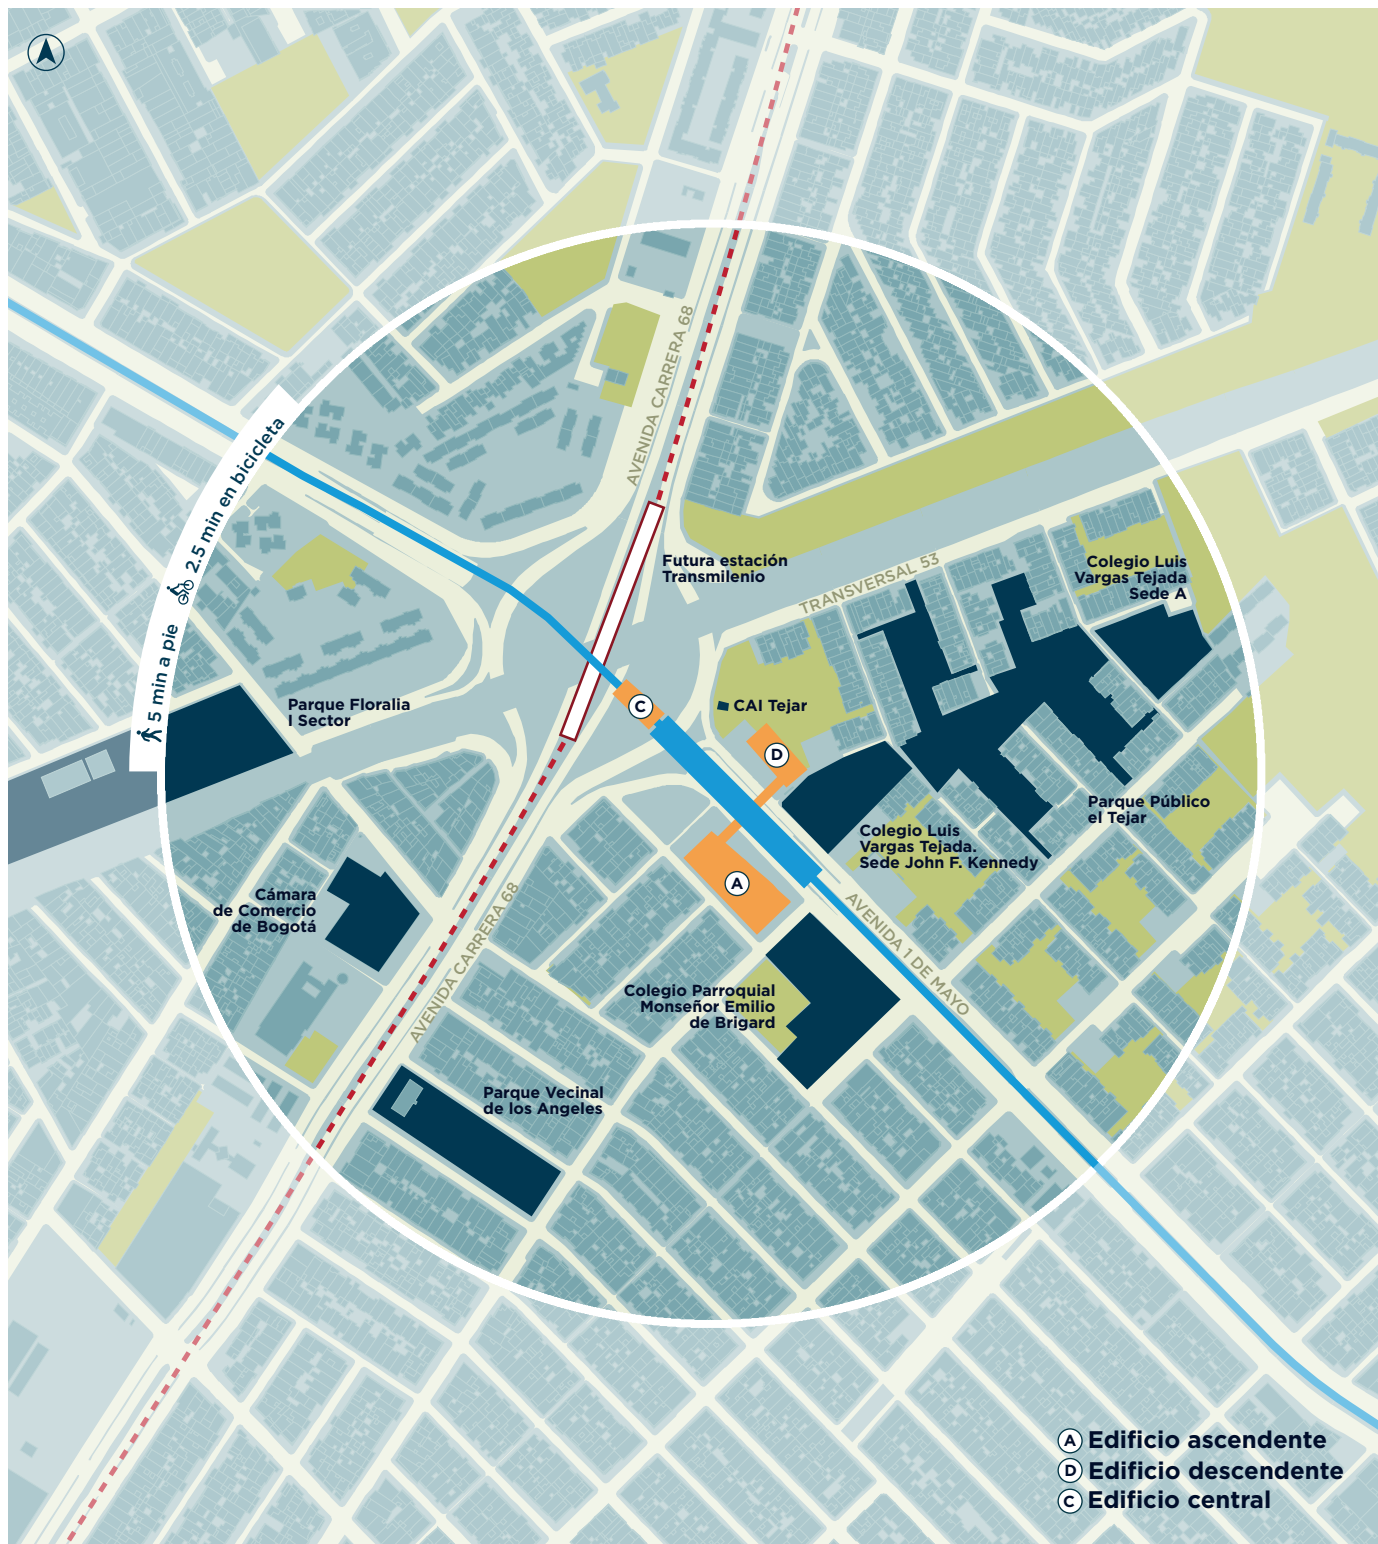 AVENIDA CARRERA 68
2.5 min en bicicleta
5 min a pie
Futura estación
Transmilenio
TRANSVERSAL 53
Colegio Luis
Vargas Tejada
Sede A
Parque Floralia
I Sector
C
CAI Tejar
D
Parque Público
el Tejar
Colegio Luis
Vargas Tejada.
Sede John F. Kennedy
A
Cámara
de Comercio
de Bogotá
AVENIDA CARRERA 68
AVENIDA 1 DE MAYO
Colegio Parroquial
Monseñor Emilio
de Brigard
Parque Vecinal
de los Angeles
A Edificio ascendente
D Edificio descendente
C Edificio central